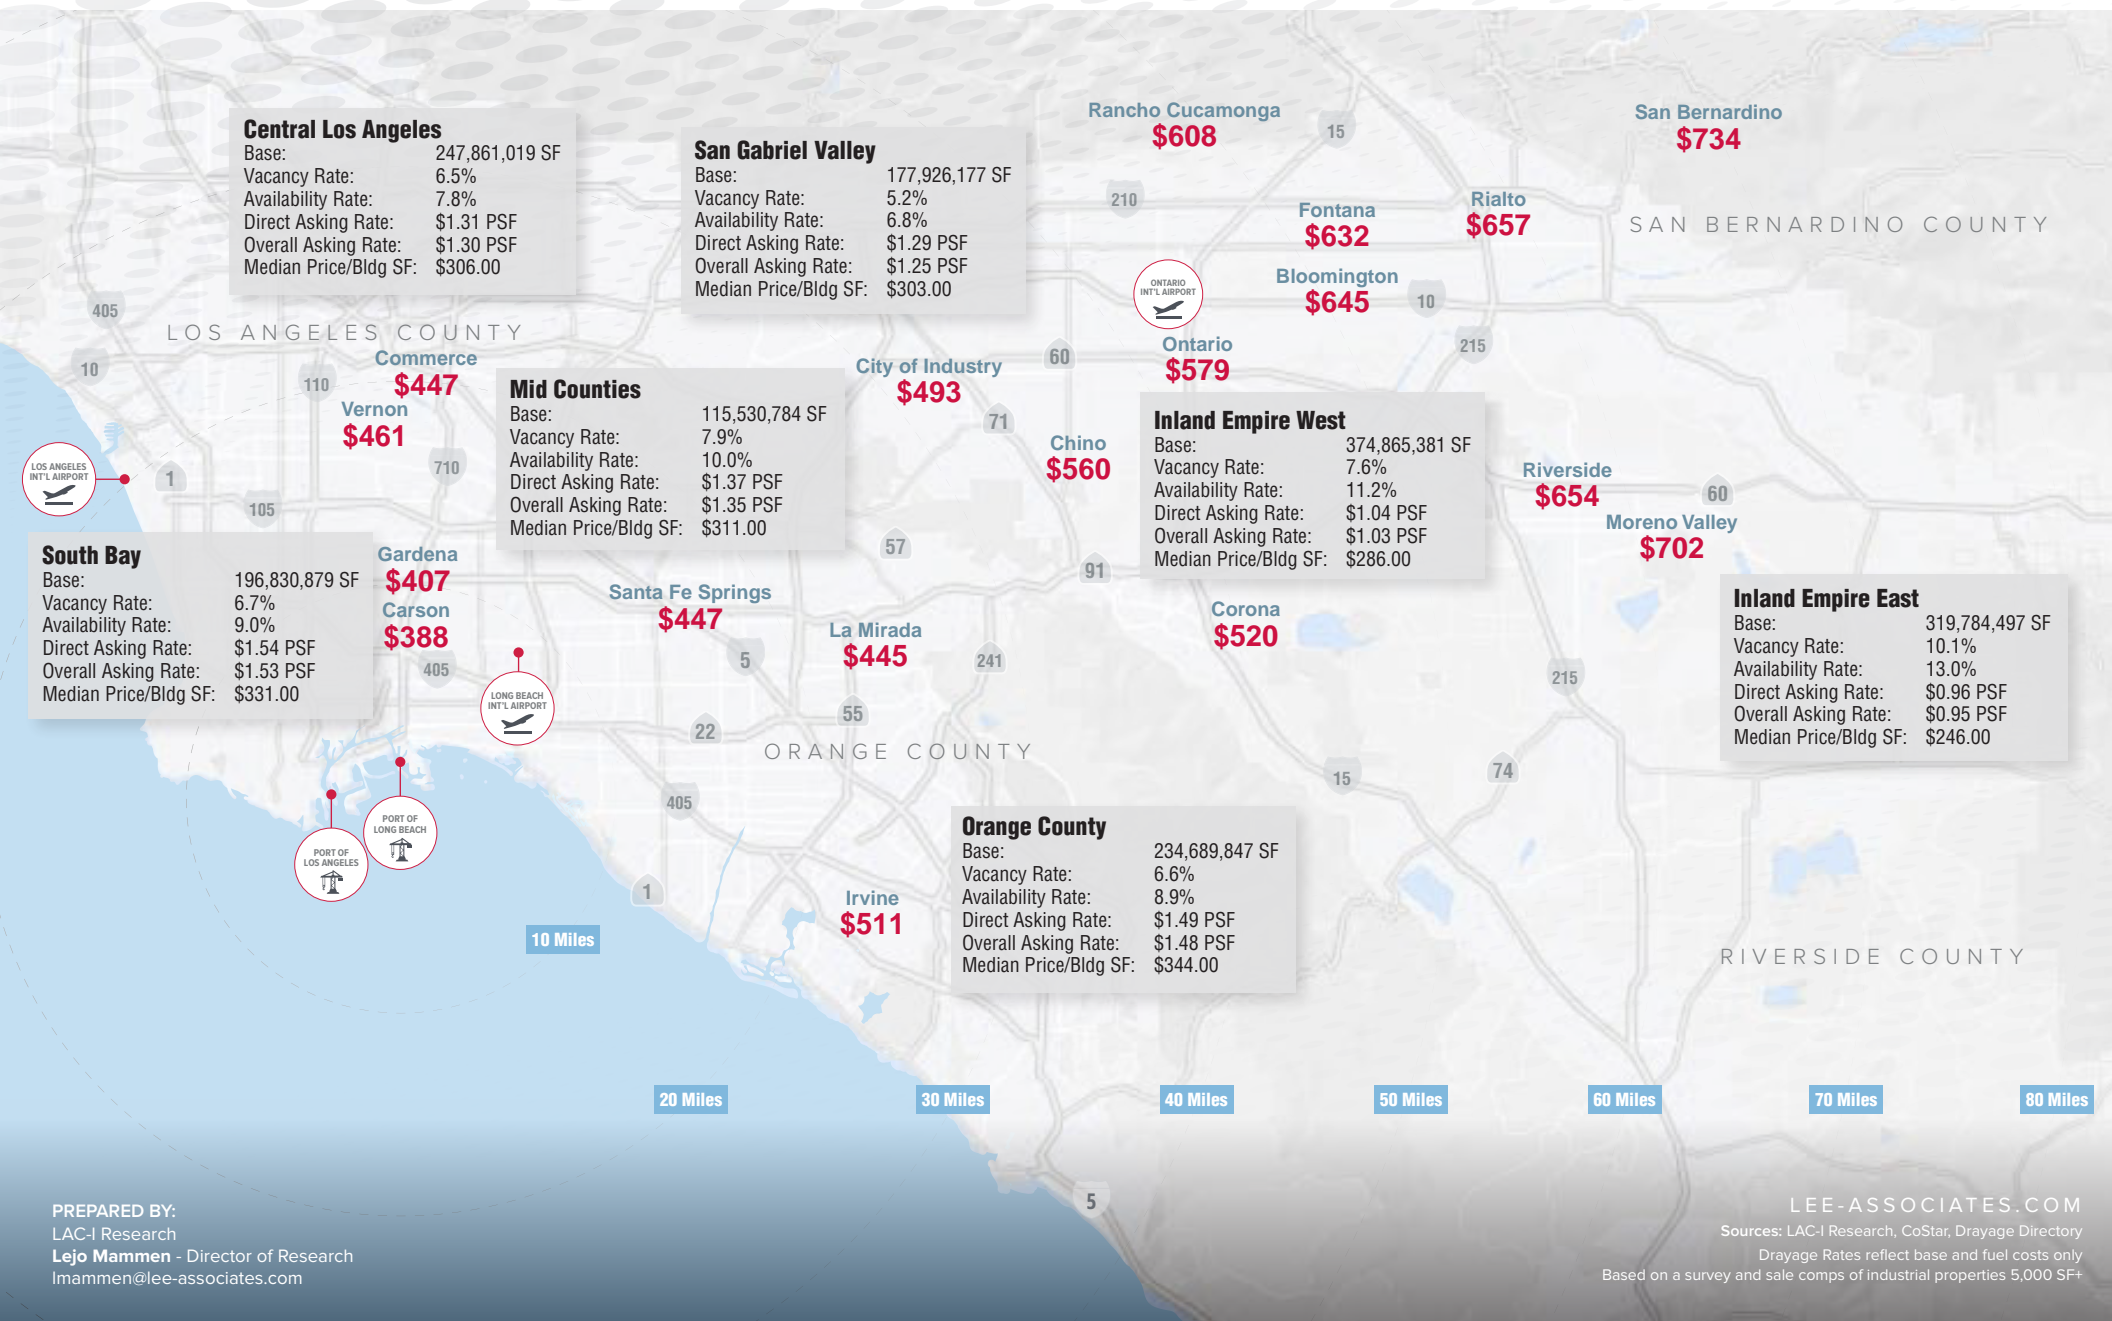 Central Los Angeles
Base: 247,861,019 SF
Vacancy Rate: 6.5%
Availability Rate: 7.8%
Direct Asking Rate: $1.31 PSF
Overall Asking Rate: $1.30 PSF
Median Price/Bldg SF: $306.00
San Gabriel Valley
Base: 177,926,177 SF
Vacancy Rate: 5.2%
Availability Rate: 6.8%
Direct Asking Rate: $1.29 PSF
Overall Asking Rate: $1.25 PSF
Median Price/Bldg SF: $303.00
Rancho Cucamonga
$608
15
San Bernardino
$734
210
Fontana
$632
Rialto
$657
SAN BERNARDINO COUNTY
ONTARIO
INT'L AIRPORT
Bloomington
$645
10
405
LOS ANGELES COUNTY
10
110
Commerce
$447
Vernon
$461
710
City of Industry
$493
60
Ontario
$579
215
71
Chino
$560
Mid Counties
Base: 115,530,784 SF
Vacancy Rate: 7.9%
Availability Rate: 10.0%
Direct Asking Rate: $1.37 PSF
Overall Asking Rate: $1.35 PSF
Median Price/Bldg SF: $311.00
Inland Empire West
Base: 374,865,381 SF
Vacancy Rate: 7.6%
Availability Rate: 11.2%
Direct Asking Rate: $1.04 PSF
Overall Asking Rate: $1.03 PSF
Median Price/Bldg SF: $286.00
Riverside
$654
60
Moreno Valley
$702
LOS ANGELES
INT'L AIRPORT
1
105
South Bay
Base: 196,830,879 SF
Vacancy Rate: 6.7%
Availability Rate: 9.0%
Direct Asking Rate: $1.54 PSF
Overall Asking Rate: $1.53 PSF
Median Price/Bldg SF: $331.00
Gardena
$407
Carson
$388
405
57
91
Santa Fe Springs
$447
La Mirada
$445
5
241
Corona
$520
215
Inland Empire East
Base: 319,784,497 SF
Vacancy Rate: 10.1%
Availability Rate: 13.0%
Direct Asking Rate: $0.96 PSF
Overall Asking Rate: $0.95 PSF
Median Price/Bldg SF: $246.00
LONG BEACH
INT'L AIRPORT
22
55
ORANGE COUNTY
15
74
405
PORT OF
LONG BEACH
PORT OF
LOS ANGELES
1
Irvine
$511
Orange County
Base: 234,689,847 SF
Vacancy Rate: 6.6%
Availability Rate: 8.9%
Direct Asking Rate: $1.49 PSF
Overall Asking Rate: $1.48 PSF
Median Price/Bldg SF: $344.00
RIVERSIDE COUNTY
10 Miles
20 Miles
30 Miles
40 Miles
50 Miles
60 Miles
70 Miles
80 Miles
5
PREPARED BY:
LAC-I Research
Lejo Mammen - Director of Research
lmammen@lee-associates.com
LEE-ASSOCIATES.COM
Sources: LAC-I Research, CoStar, Drayage Directory
Drayage Rates reflect base and fuel costs only
Based on a survey and sale comps of industrial properties 5,000 SF+